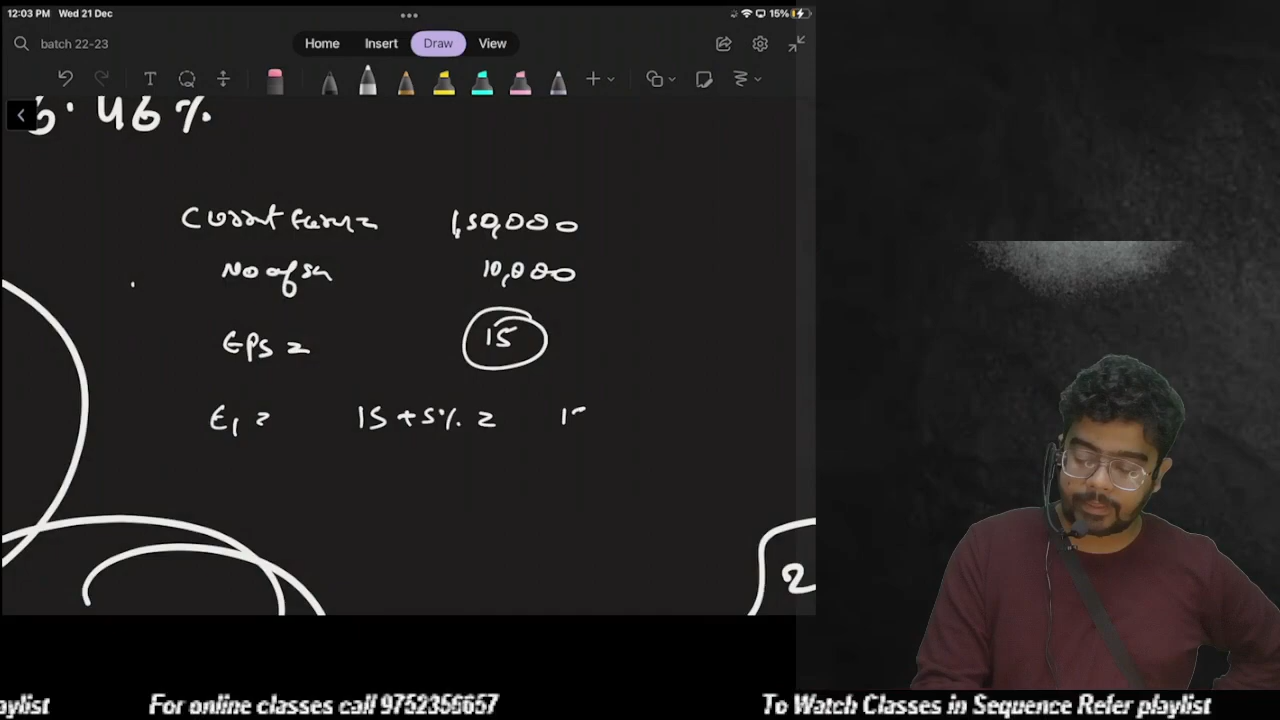 12:03 PM Wed 21 Dec
15%
batch 22-23
Home Insert Draw View
6.46%
Current 1,50,000
No of sh 10,000
EPS = 15
E1 = 15 + 5% = 15
2
aylist For online classes call 9752356657 To Watch Classes in Sequence Refer playlist